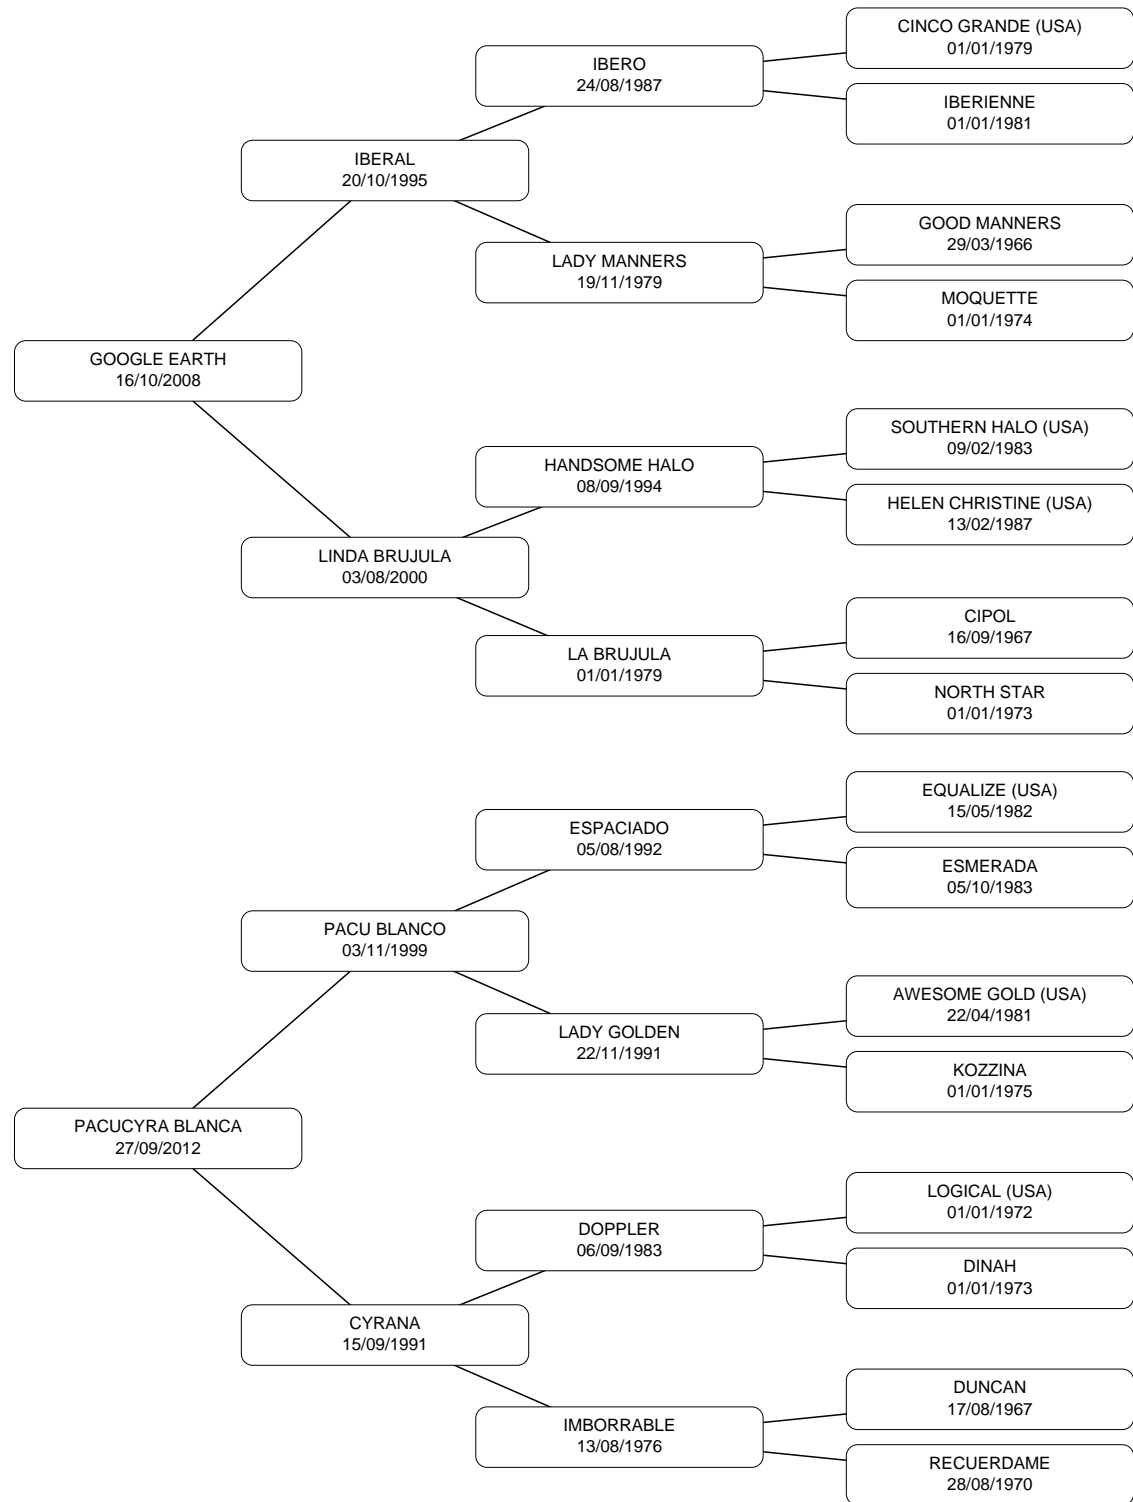 CINCO GRANDE (USA)
01/01/1979
IBERO
24/08/1987
IBERIENNE
01/01/1981
IBERAL
20/10/1995
GOOD MANNERS
29/03/1966
LADY MANNERS
19/11/1979
MOQUETTE
01/01/1974
GOOGLE EARTH
16/10/2008
SOUTHERN HALO (USA)
09/02/1983
HANDSOME HALO
08/09/1994
HELEN CHRISTINE (USA)
13/02/1987
LINDA BRUJULA
03/08/2000
CIPOL
16/09/1967
LA BRUJULA
01/01/1979
NORTH STAR
01/01/1973
EQUALIZE (USA)
15/05/1982
ESPACIADO
05/08/1992
ESMERADA
05/10/1983
PACU BLANCO
03/11/1999
AWESOME GOLD (USA)
22/04/1981
LADY GOLDEN
22/11/1991
KOZZINA
01/01/1975
PACUCYRA BLANCA
27/09/2012
LOGICAL (USA)
01/01/1972
DOPPLER
06/09/1983
DINAH
01/01/1973
CYRANA
15/09/1991
DUNCAN
17/08/1967
IMBORRABLE
13/08/1976
RECUERDAME
28/08/1970